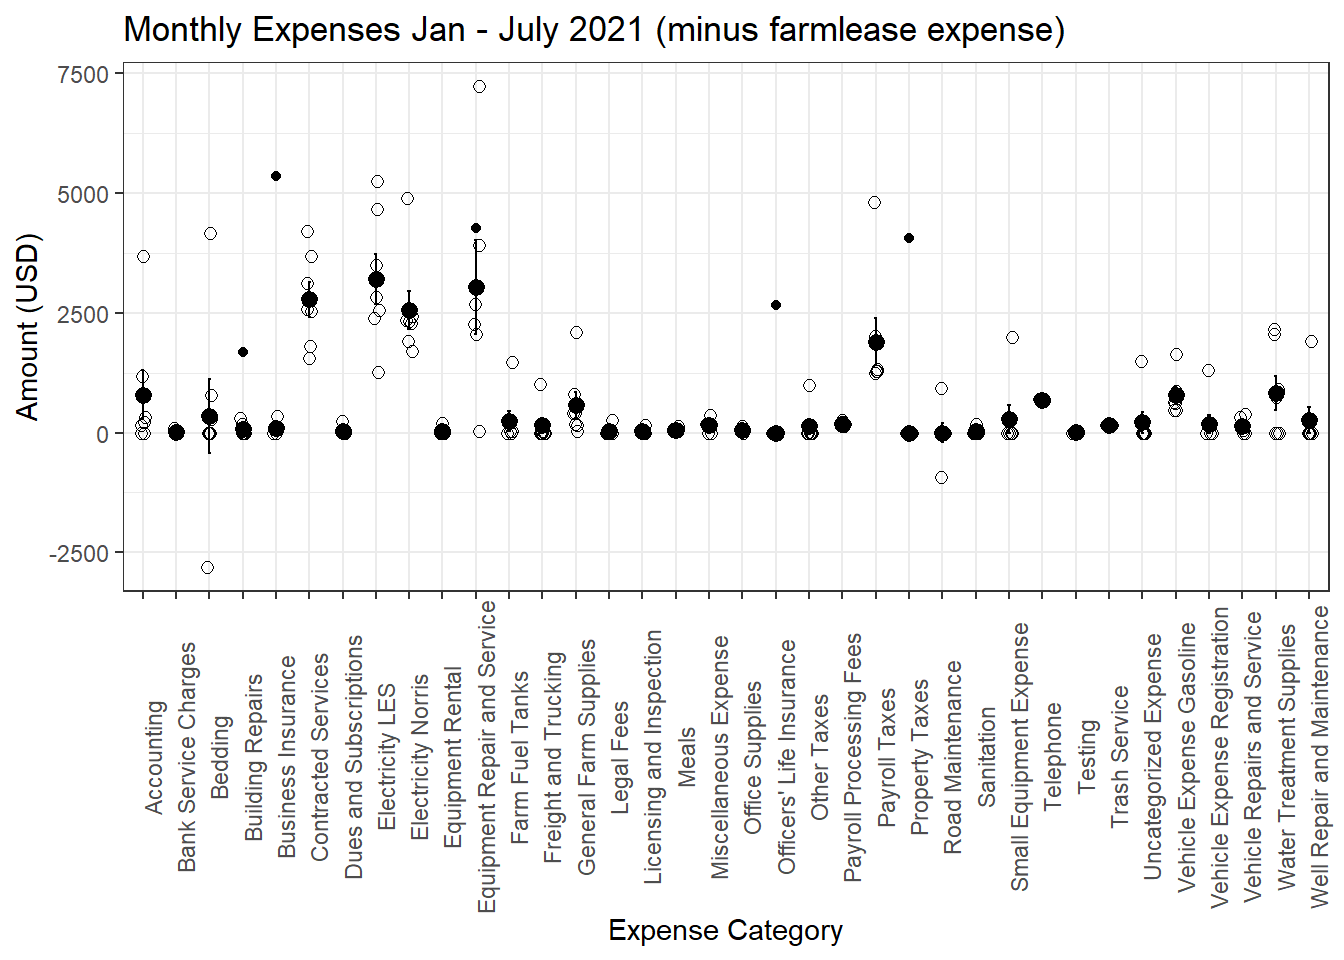 Monthly Expenses Jan - July 2021 (minus farmlease expense)
7500
5000
2500
0
-2500
Amount (USD)
Accounting
Bank Service Charges
Bedding
Building Repairs
Business Insurance
Contracted Services
Dues and Subscriptions
Electricity LES
Electricity Norris
Equipment Rental
Equipment Repair and Service
Farm Fuel Tanks
Freight and Trucking
General Farm Supplies
Legal Fees
Licensing and Inspection
Meals
Miscellaneous Expense
Office Supplies
Officers' Life Insurance
Other Taxes
Payroll Processing Fees
Payroll Taxes
Property Taxes
Road Maintenance
Sanitation
Small Equipment Expense
Telephone
Testing
Trash Service
Uncategorized Expense
Vehicle Expense Gasoline
Vehicle Expense Registration
Vehicle Repairs and Service
Water Treatment Supplies
Well Repair and Maintenance
Expense Category